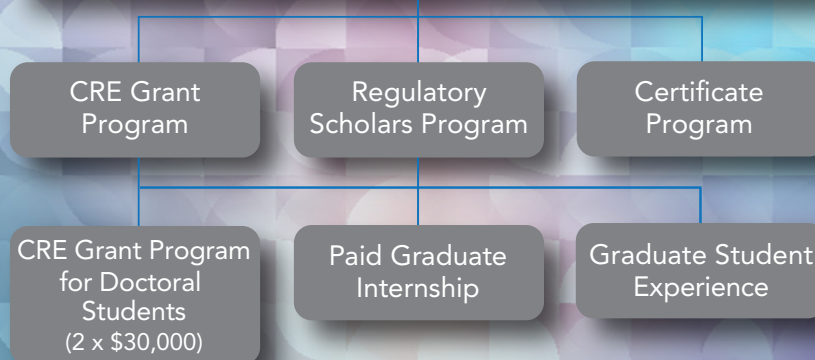 CRE Grant
Program
Regulatory
Scholars Program
Certificate
Program
CRE Grant Program
for Doctoral
Students
(2 x $30,000)
Paid Graduate
Internship
Graduate Student
Experience